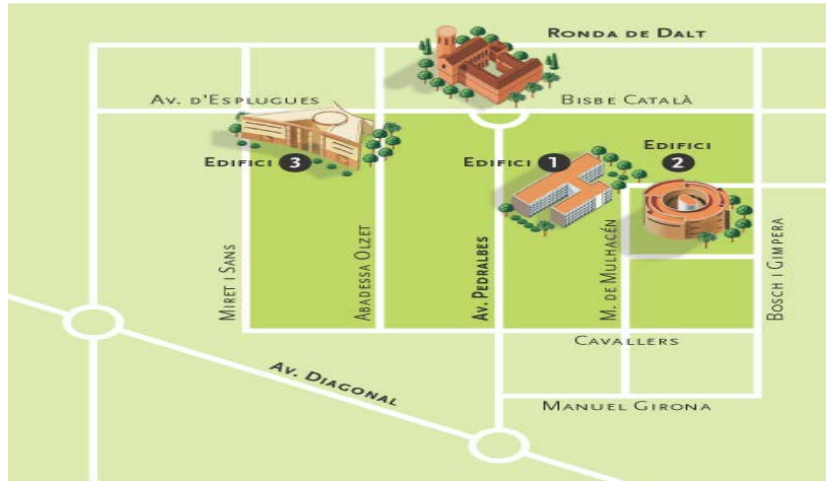 RONDA DE DALT
AV. D'ESPLUGUES
BISBE CATALÀ
EDIFICI 3
EDIFICI 1
EDIFICI
2
MIRET I SANS
ABADESSA OLZET
AV. PEDRALBES
M. DE MULHACÉN
BOSCH I GIMPERA
CAVALLERS
AV. DIAGONAL
MANUEL GIRONA